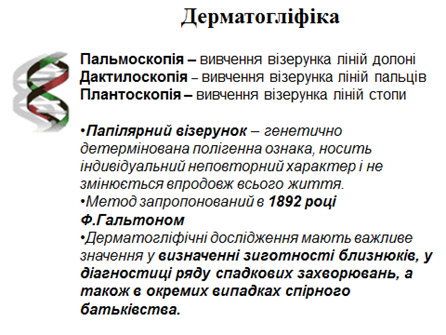 Дерматогліфіка
Пальмоскопія – вивчення візерунка ліній долоні
Дактилоскопія – вивчення візерунка ліній пальців
Плантоскопія – вивчення візерунка ліній стопи
•Папілярний візерунок – генетично
детермінована полігенна ознака, носить
індивідуальний неповторний характер і не
змінюється впродовж всього життя.
•Метод запропонований в 1892 році
Ф.Гальтоном
•Дерматогліфічні дослідження мають важливе
значення у визначенні зиготності близнюків, у
діагностиці ряду спадкових захворювань, а
також в окремих випадках спірного
батьківства.